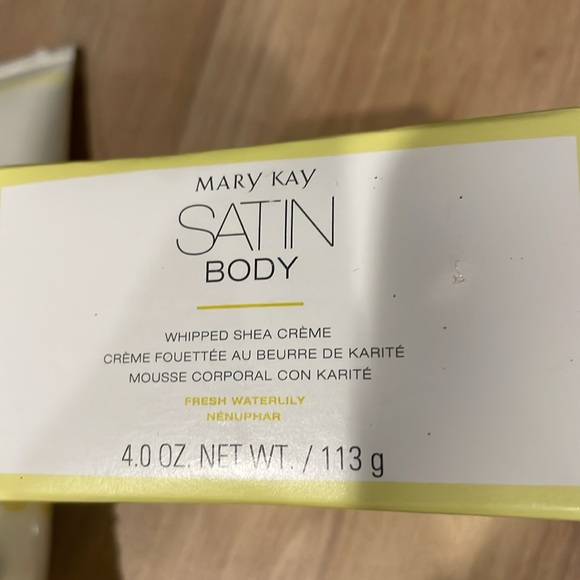 MARY KAY
SATIN
BODY
WHIPPED SHEA CRÈME
CRÈME FOUETTÉE AU BEURRE DE KARITÉ
MOUSSE CORPORAL CON KARITÉ
FRESH WATERLILY
NÉNUPHAR
4.0 OZ. NET WT. / 113 g